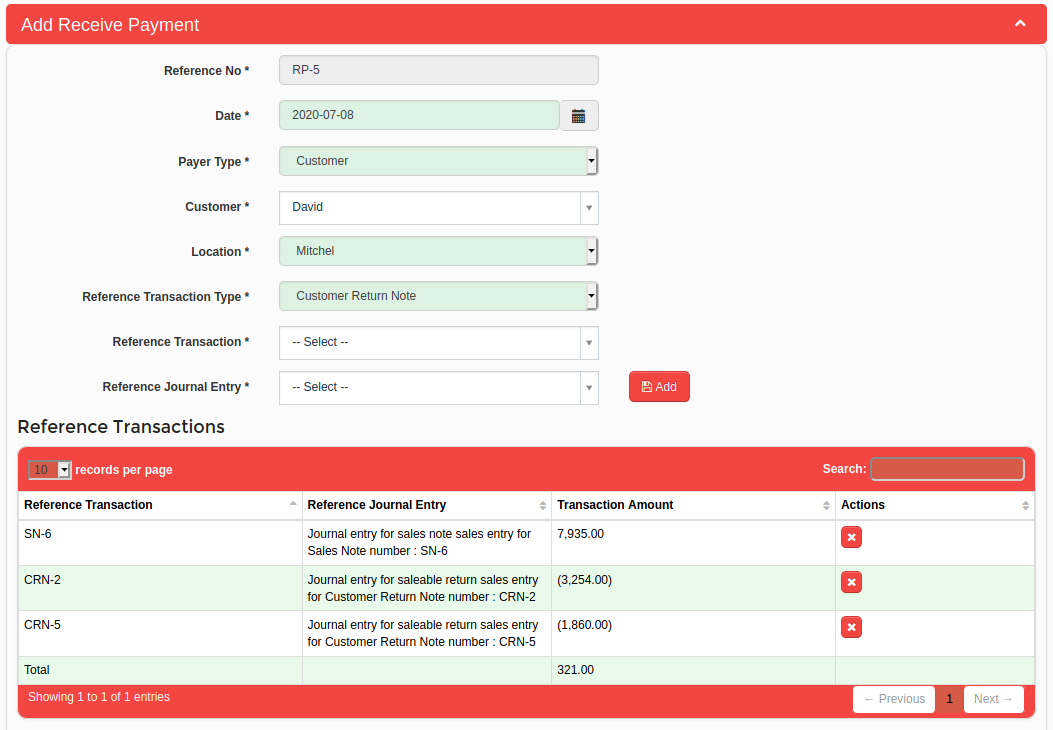 Add Receive Payment
Reference No *
RP-5
Date *
2020-07-08
Payer Type *
Customer
Customer *
David
Location *
Mitchel
Reference Transaction Type *
Customer Return Note
Reference Transaction *
-- Select --
Reference Journal Entry *
-- Select --
Add
Reference Transactions
10 records per page
Search:
Reference Transaction Reference Journal Entry Transaction Amount Actions
SN-6 Journal entry for sales note sales entry for 7,935.00
Sales Note number : SN-6
CRN-2 Journal entry for saleable return sales entry (3,254.00)
for Customer Return Note number : CRN-2
CRN-5 Journal entry for saleable return sales entry (1,860.00)
for Customer Return Note number : CRN-5
Total 321.00
Showing 1 to 1 of 1 entries
← Previous 1 Next →